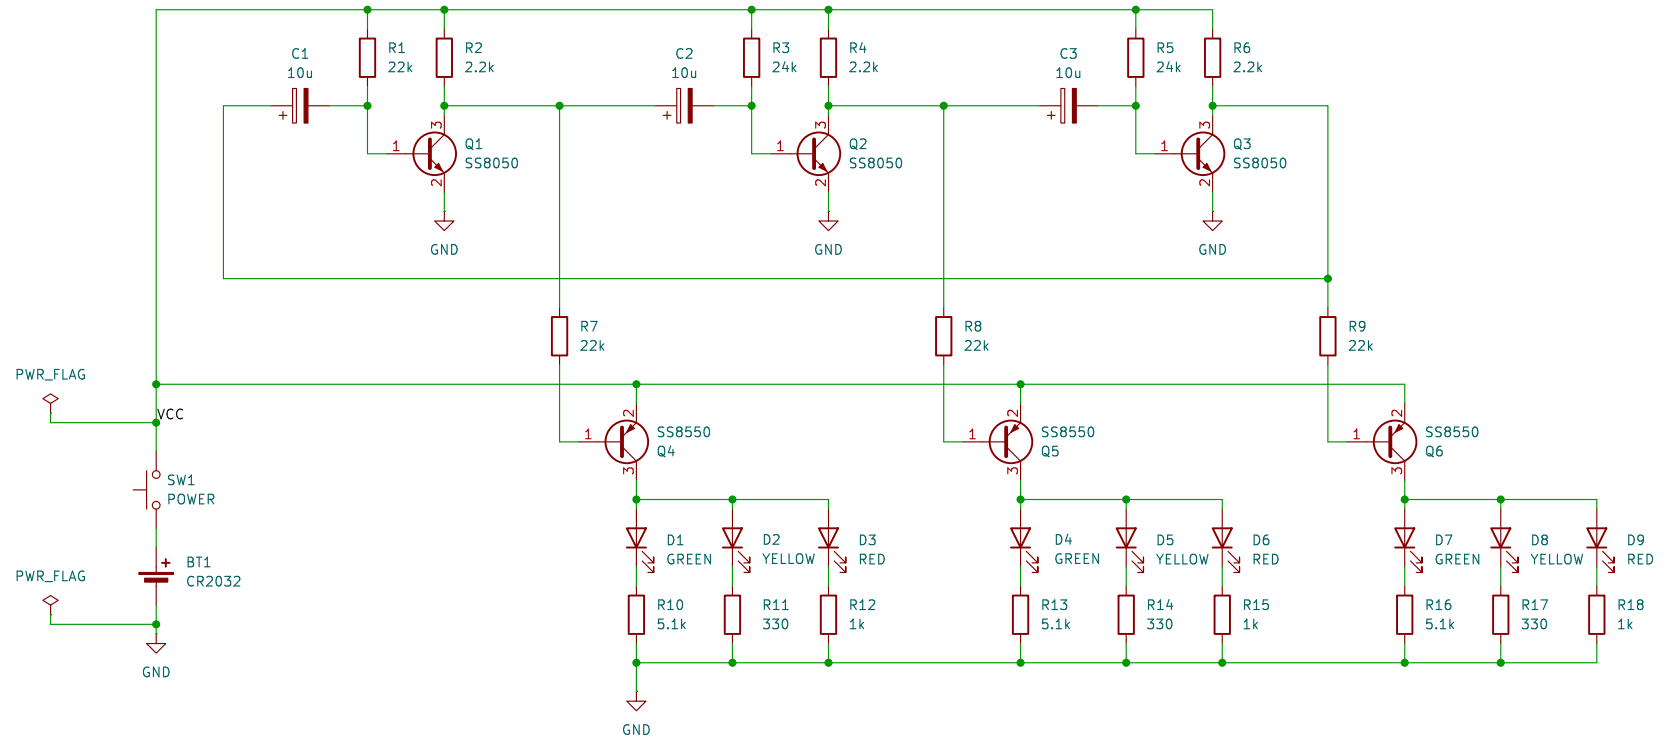 C1
10u
+
R1
22k
R2
2.2k
C2
10u
+
R3
24k
R4
2.2k
C3
10u
+
R5
24k
R6
2.2k
1
3
2
Q1
SS8050
GND
1
3
2
Q2
SS8050
GND
1
3
2
Q3
SS8050
GND
R7
22k
R8
22k
R9
22k
PWR_FLAG
VCC
SW1
POWER
BT1
CR2032
+
PWR_FLAG
GND
1
2
3
SS8550
Q4
1
2
3
SS8550
Q5
1
2
3
SS8550
Q6
D1
GREEN
D2
YELLOW
D3
RED
D4
GREEN
D5
YELLOW
D6
RED
D7
GREEN
D8
YELLOW
D9
RED
R10
5.1k
R11
330
R12
1k
R13
5.1k
R14
330
R15
1k
R16
5.1k
R17
330
R18
1k
GND